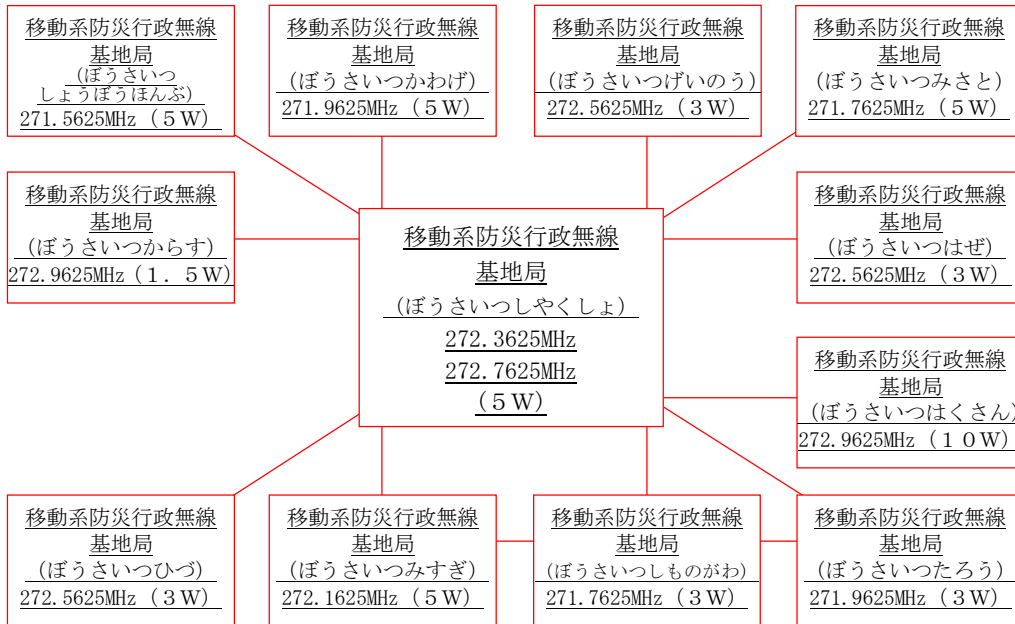 移動系防災行政無線
基地局
(ぼうさいつ
しょうぼうほんぶ)
271.5625MHz（５W）
移動系防災行政無線
基地局
(ぼうさいつかわげ)
271.9625MHz（５W）
移動系防災行政無線
基地局
(ぼうさいつげいのう)
272.5625MHz（３W）
移動系防災行政無線
基地局
(ぼうさいつみさと)
271.7625MHz（５W）
移動系防災行政無線
基地局
(ぼうさいつからす)
272.9625MHz（１．５W）
移動系防災行政無線
基地局
(ぼうさいつしやくしょ)
272.3625MHz
272.7625MHz
(５W)
移動系防災行政無線
基地局
(ぼうさいつはぜ)
272.5625MHz（３W）
移動系防災行政無線
基地局
(ぼうさいつはくさん)
272.9625MHz（１０W）
移動系防災行政無線
基地局
(ぼうさいつひづ)
272.5625MHz（３W）
移動系防災行政無線
基地局
(ぼうさいつみすぎ)
272.1625MHz（５W）
移動系防災行政無線
基地局
(ぼうさいつしものがわ)
271.7625MHz（３W）
移動系防災行政無線
基地局
(ぼうさいつたろう)
271.9625MHz（３W）